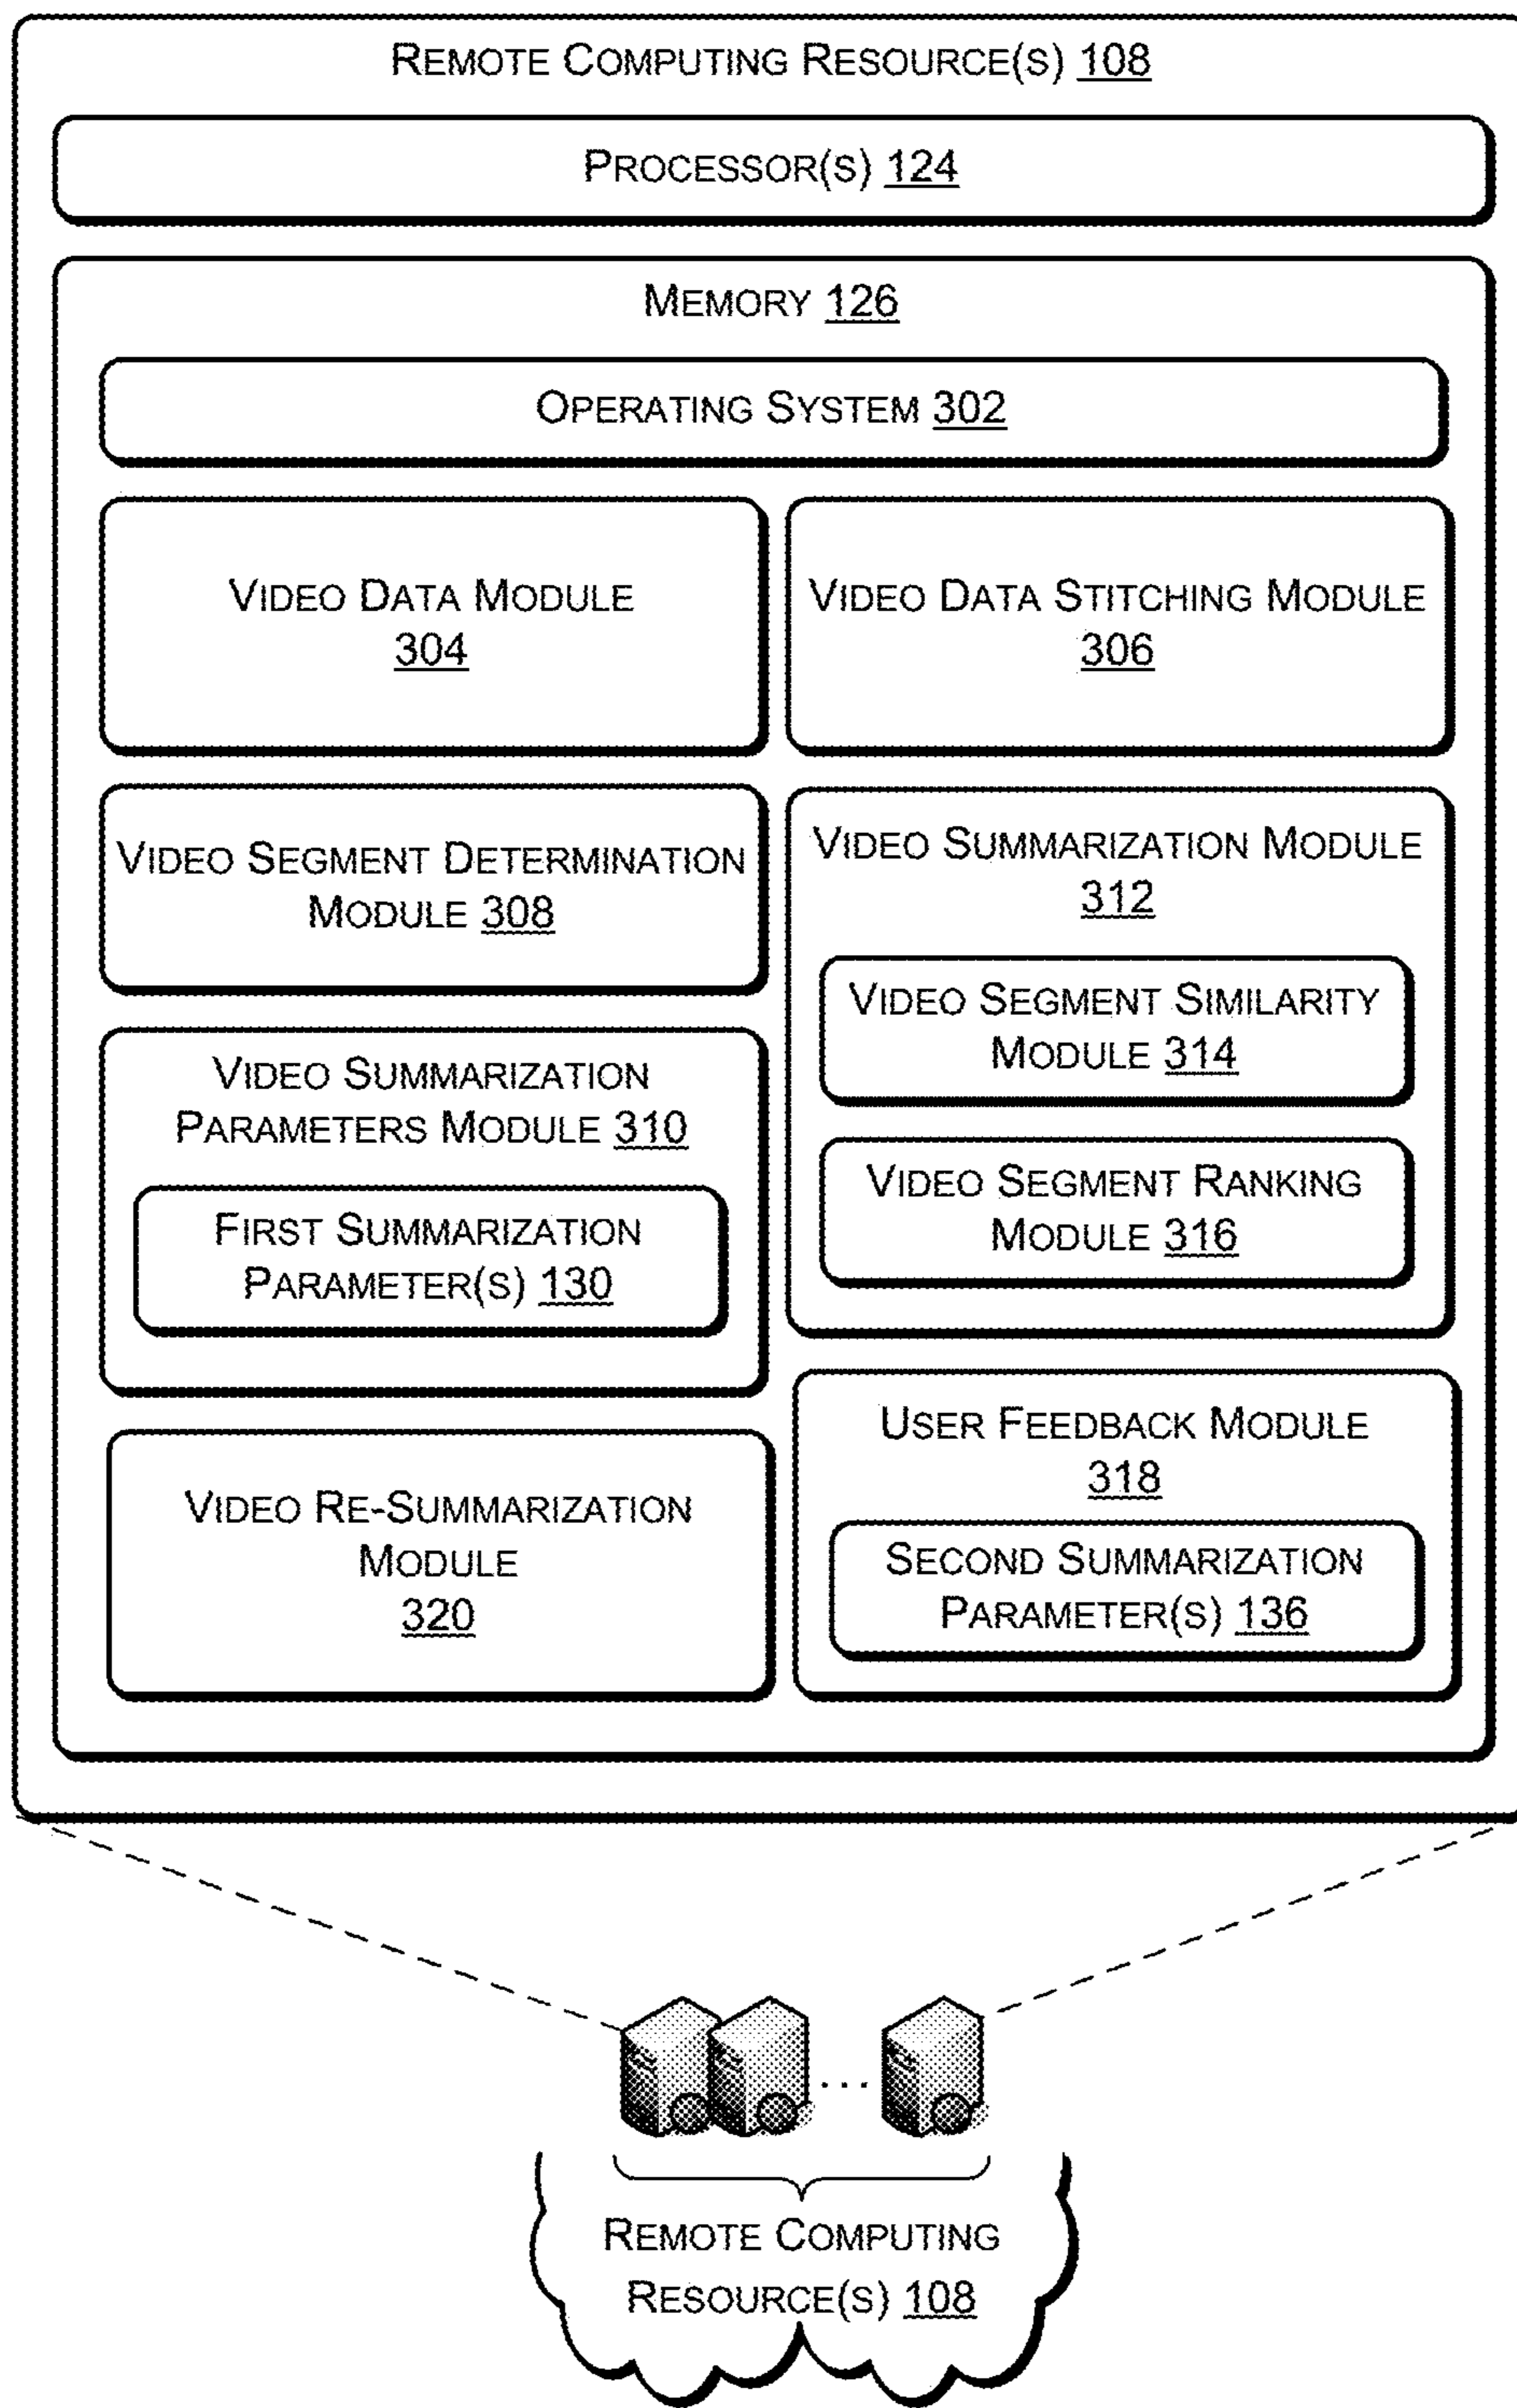 REMOTE COMPUTING RESOURCE(S) 108
PROCESSOR(S) 124
MEMORY 126
OPERATING SYSTEM 302
VIDEO DATA MODULE
304
VIDEO DATA STITCHING MODULE
306
VIDEO SEGMENT DETERMINATION
MODULE 308
VIDEO SUMMARIZATION MODULE
312
VIDEO SEGMENT SIMILARITY
MODULE 314
VIDEO SEGMENT RANKING
MODULE 316
VIDEO SUMMARIZATION
PARAMETERS MODULE 310
FIRST SUMMARIZATION
PARAMETER(S) 130
USER FEEDBACK MODULE
318
SECOND SUMMARIZATION
PARAMETER(S) 136
VIDEO RE-SUMMARIZATION
MODULE
320
...
REMOTE COMPUTING
RESOURCE(S) 108